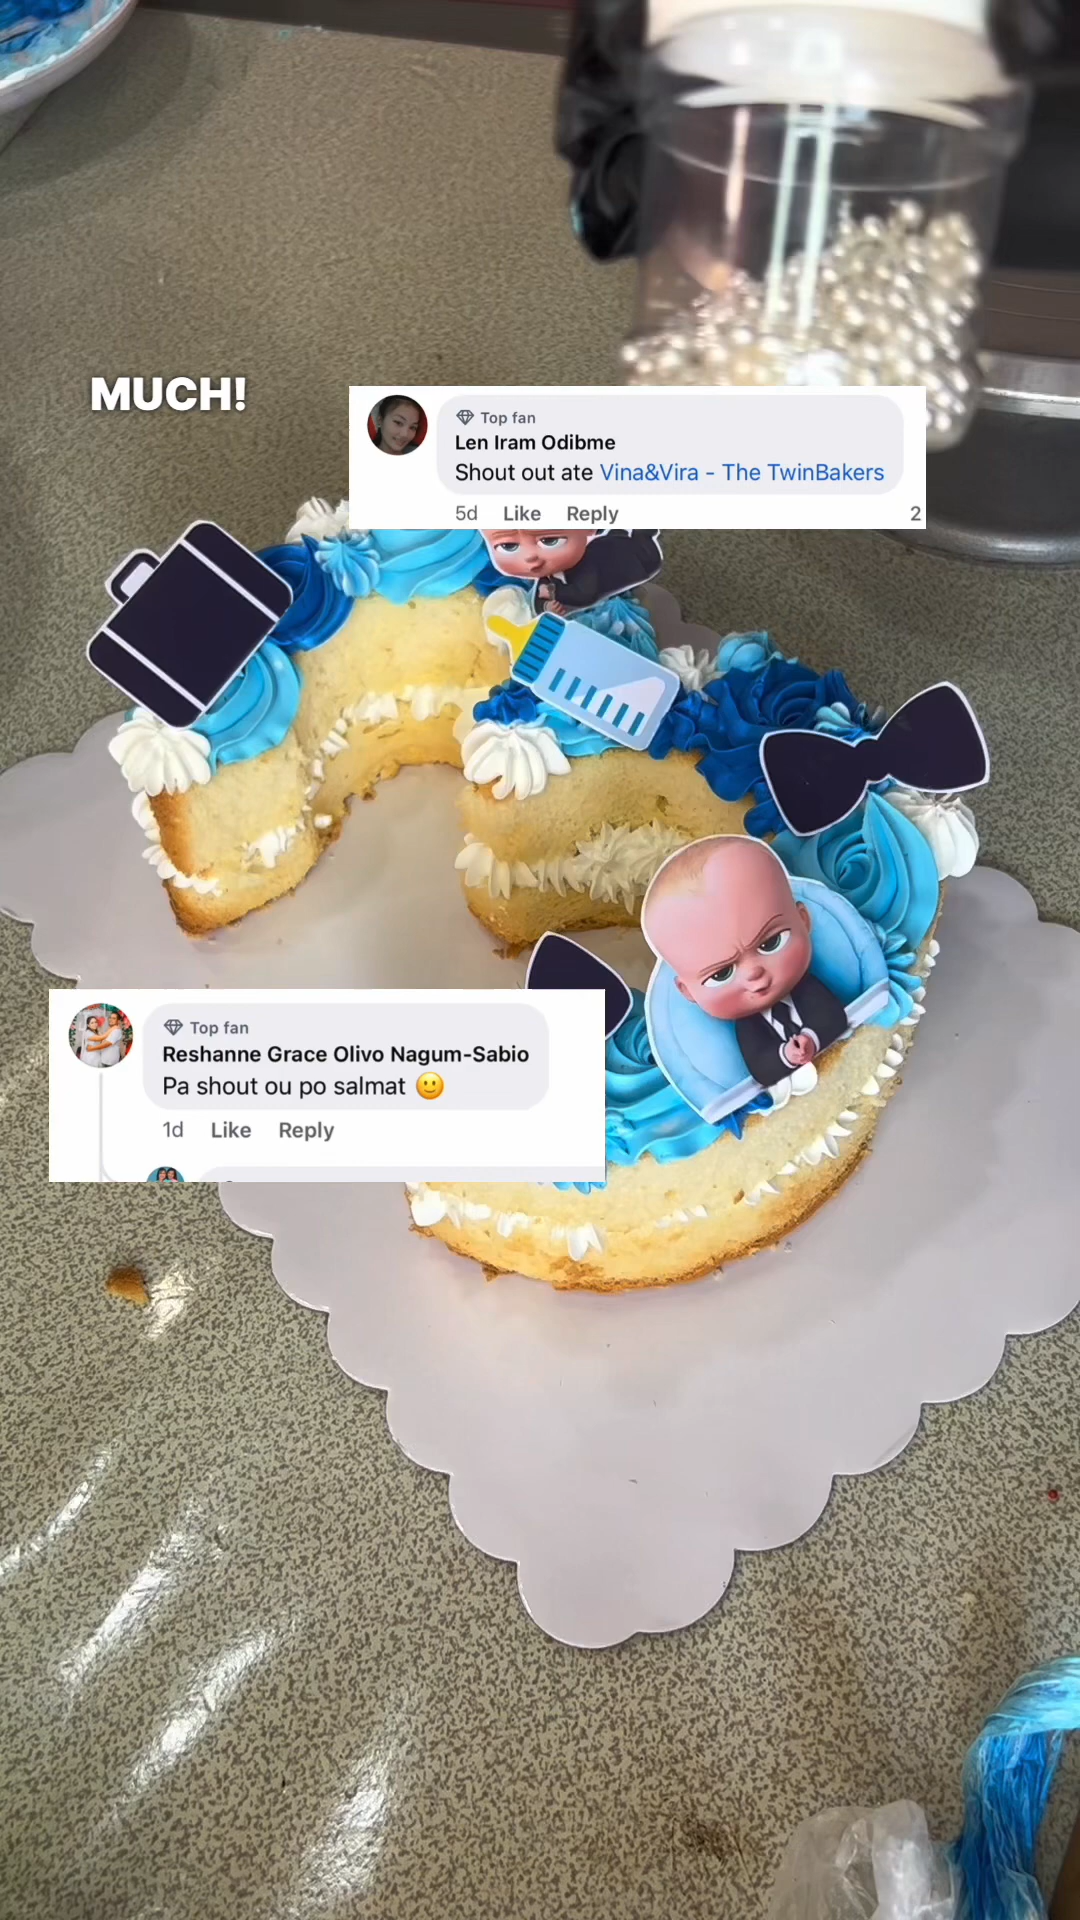 MUCH!
Top fan
Len Iram Odibme
Shout out ate Vina&Vira - The TwinBakers
5d Like Reply 2
Top fan
Reshanne Grace Olivo Nagum-Sabio
Pa shout ou po salmat 🙂
1d Like Reply